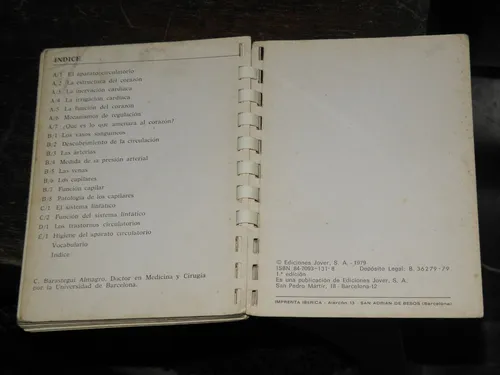 INDICE
A/1 El aparato circulatorio
A/2 La estructura del corazón
A/3 La inervación cardíaca
A/4 La irrigación cardíaca
A/5 La función del corazón
A/6 Mecanismos de regulación
A/7 ¿Qué es lo que amenaza al corazón?
B/1 Los vasos sanguíneos
B/2 Descubrimiento de la circulación
B/3 Las arterias
B/4 Medida de la presión arterial
B/5 Las venas
B/6 Los capilares
B/7 Función capilar
B/8 Patología de los capilares
C/1 El sistema linfático
C/2 Función del sistema linfático
D/1 Los trastornos circulatorios
Higiene del aparato circulatorio
Vocabulario
Indice
C. Barastegui Almagro. Doctor en Medicina y Cirugía
por la Universidad de Barcelona.
© Ediciones Jover, S. A. - 1979
ISBN 84-7093-131-8 Depósito Legal: B. 36279-79
1.ª edición
Es una publicación de Ediciones Jover, S. A.
San Pedro Mártir, 18 - Barcelona-12
IMPRENTA IBERICA - 13 - SAN ADRIAN DE BESOS (Barcelona)